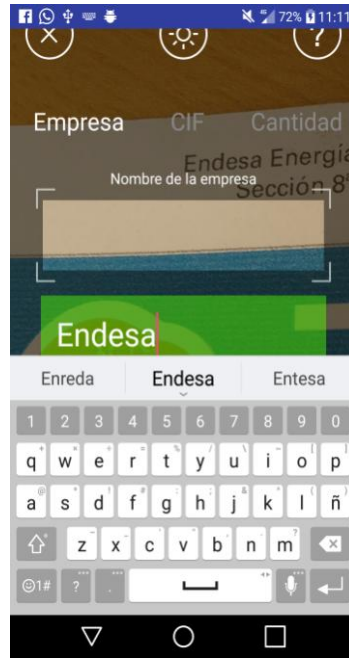 72% 11:11
?
Empresa CIF Cantidad
Endesa Energía
Nombre de la empresa
Sección 8ª
Endesa
Enreda Endesa Entesa
1 2 3 4 5 6 7 8 9 0
q w e r t y u i o p
a s d f g h j k l ñ
z x c v b n m
1# ? .